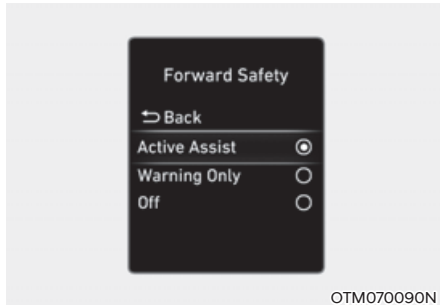 Forward Safety
Back
Active Assist
Warning Only
Off
OTM070090N